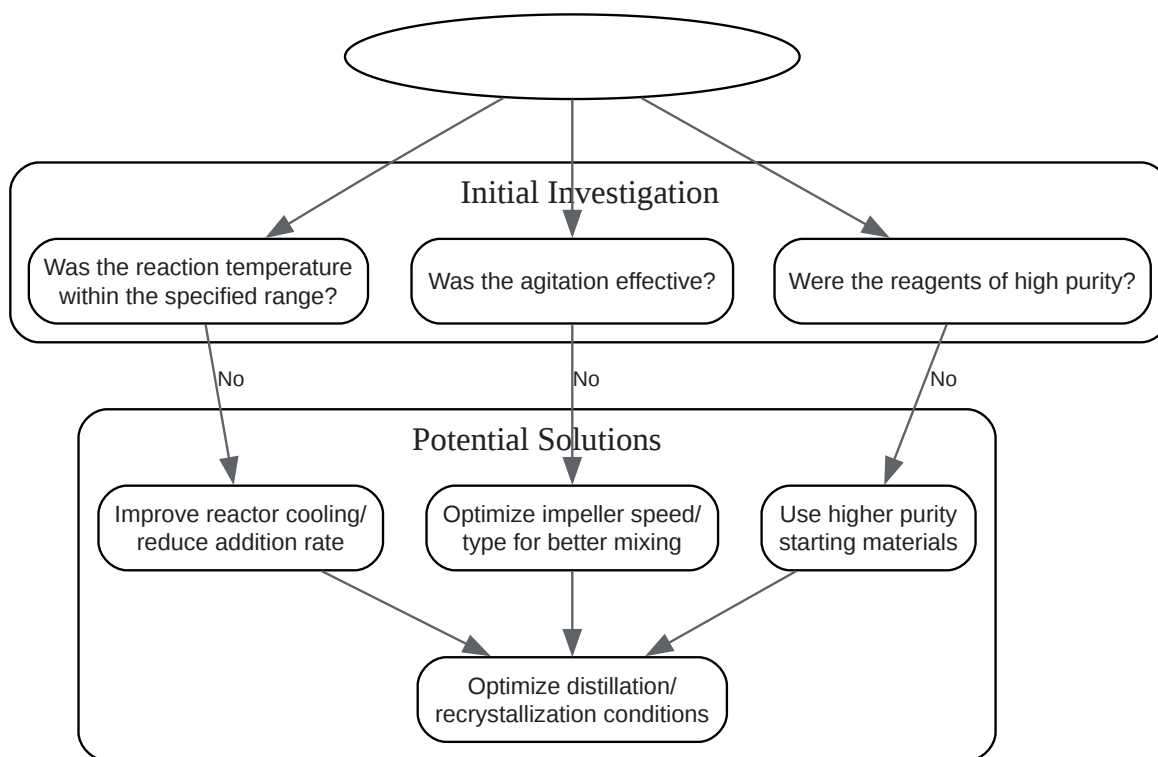 Initial Investigation
Was the reaction temperature
within the specified range?
Was the agitation effective?
Were the reagents of high purity?
No
No
No
Potential Solutions
Improve reactor cooling/
reduce addition rate
Optimize impeller speed/
type for better mixing
Use higher purity
starting materials
Optimize distillation/
recrystallization conditions